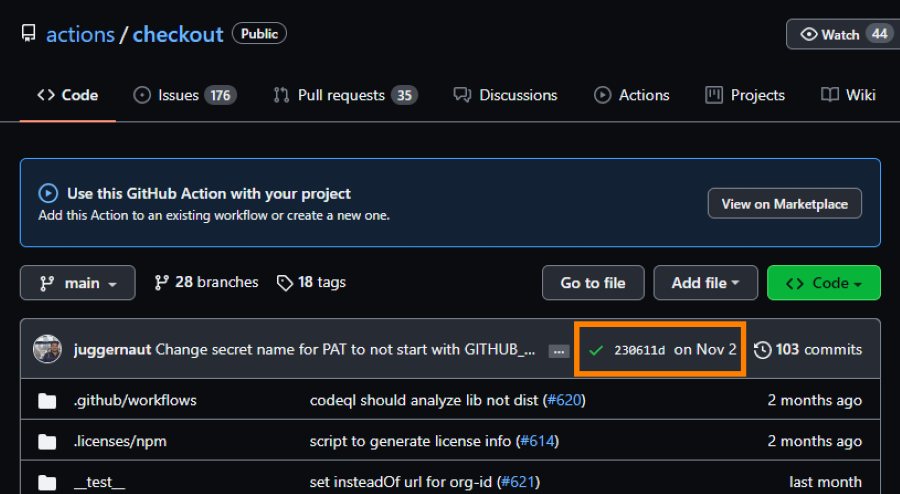 actions / checkout Public Watch 44
Code Issues 176 Pull requests 35 Discussions Actions Projects Wiki
Use this GitHub Action with your project
Add this Action to an existing workflow or create a new one.
View on Marketplace
main 28 branches 18 tags Go to file Add file Code
juggernaut Change secret name for PAT to not start with GITHUB_... ... 230611d on Nov 2 103 commits
.github/workflows codeql should analyze lib not dist (#620) 2 months ago
.licenses/npm script to generate license info (#614) 2 months ago
__test__ set insteadOf url for org-id (#621) last month